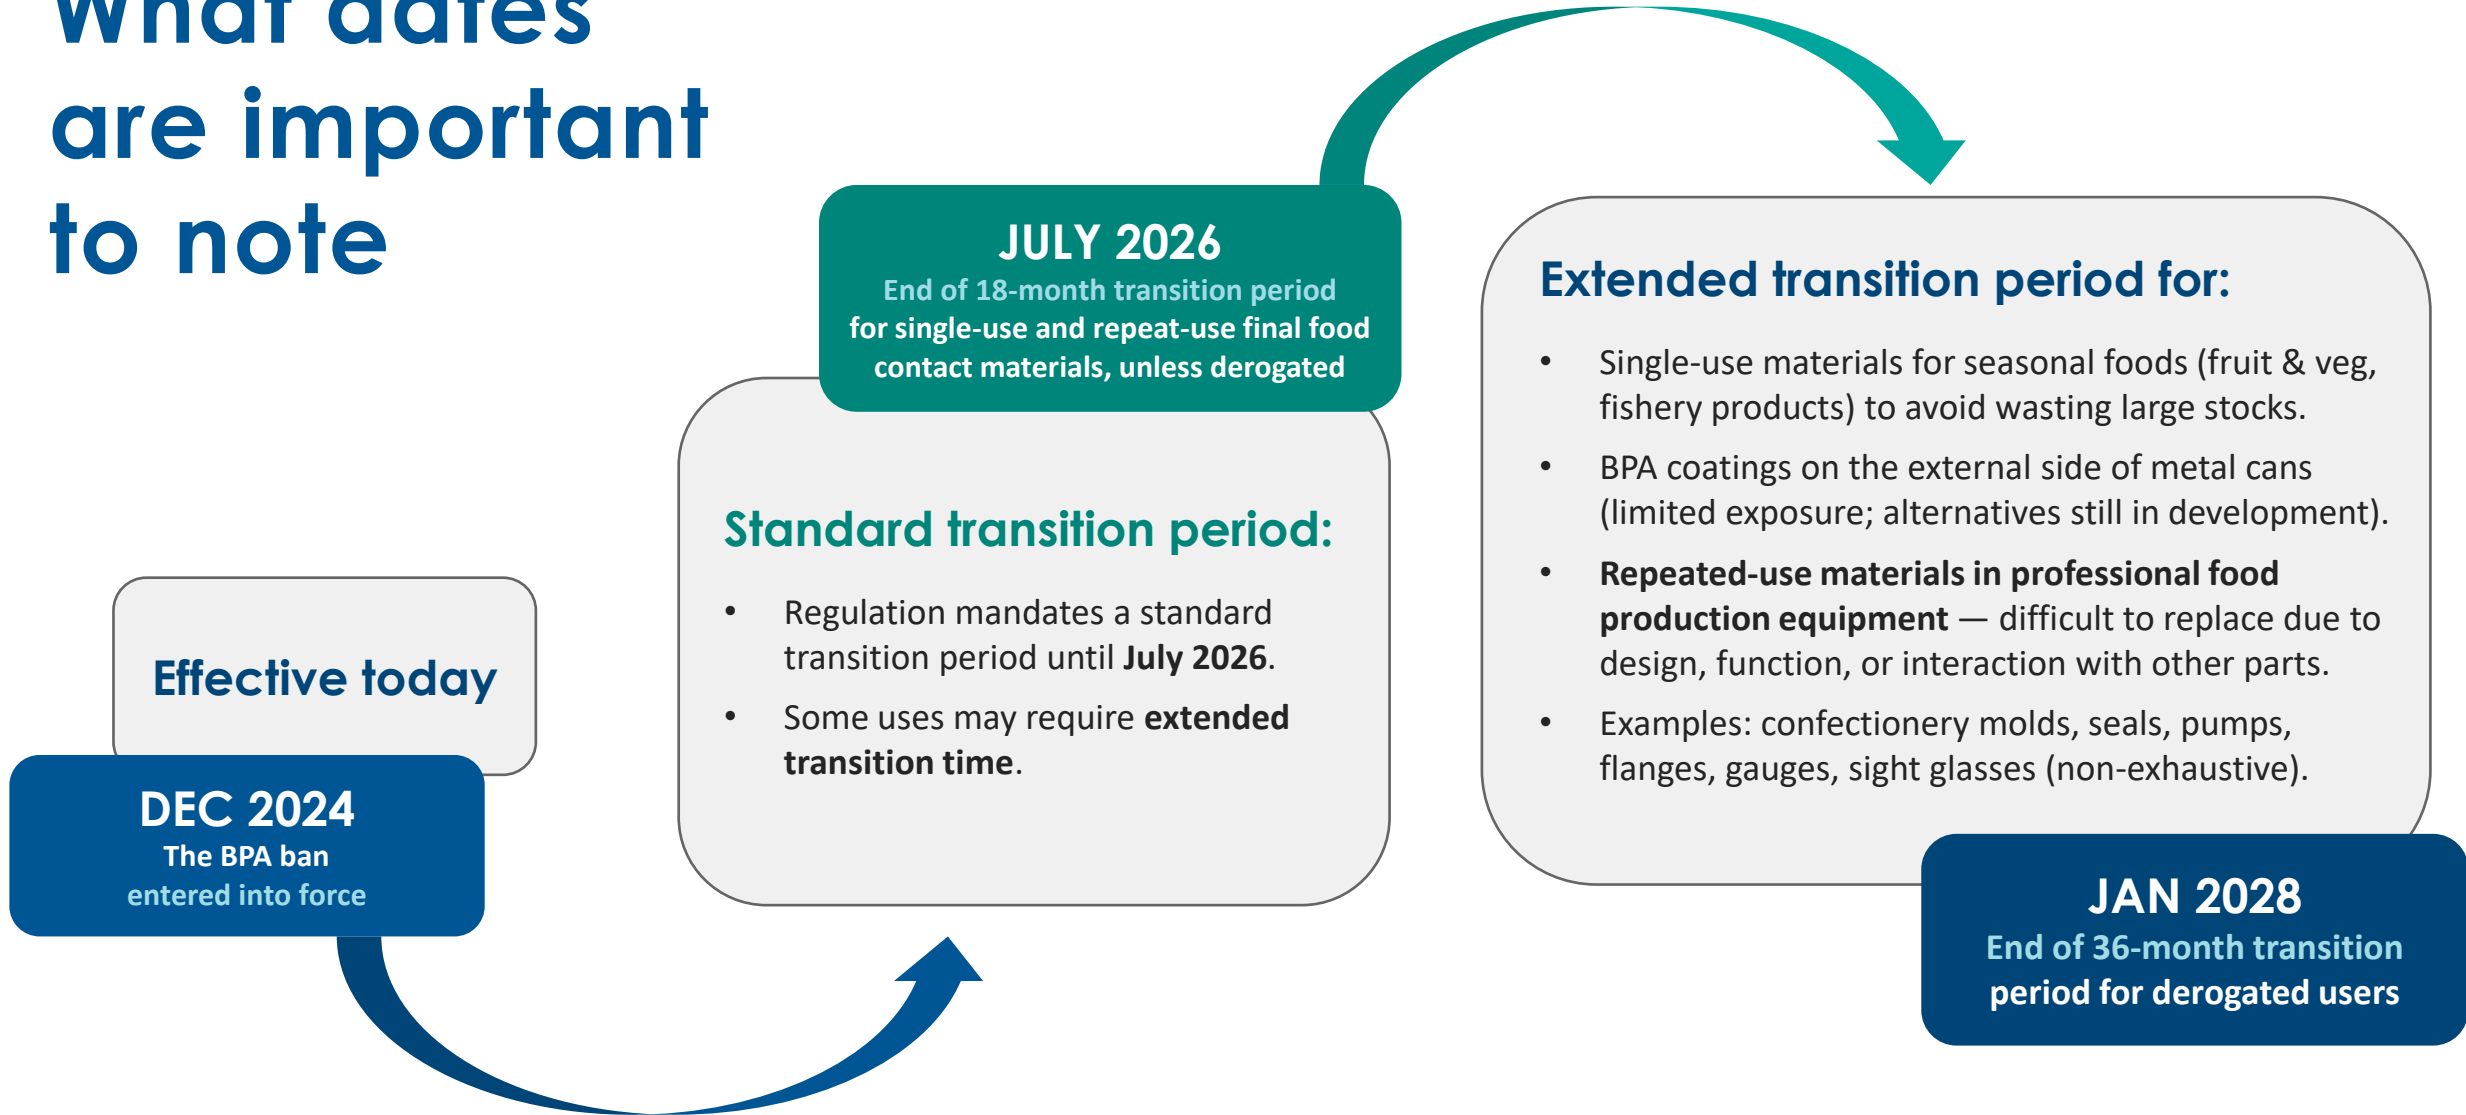 What dates
are important
to note
Effective today
DEC 2024
The BPA ban
entered into force
JULY 2026
End of 18-month transition period
for single-use and repeat-use final food
contact materials, unless derogated
Standard transition period:
• Regulation mandates a standard
transition period until July 2026.
• Some uses may require extended
transition time.
Extended transition period for:
• Single-use materials for seasonal foods (fruit & veg,
fishery products) to avoid wasting large stocks.
• BPA coatings on the external side of metal cans
(limited exposure; alternatives still in development).
• Repeated-use materials in professional food
production equipment — difficult to replace due to
design, function, or interaction with other parts.
• Examples: confectionery molds, seals, pumps,
flanges, gauges, sight glasses (non-exhaustive).
JAN 2028
End of 36-month transition
period for derogated users